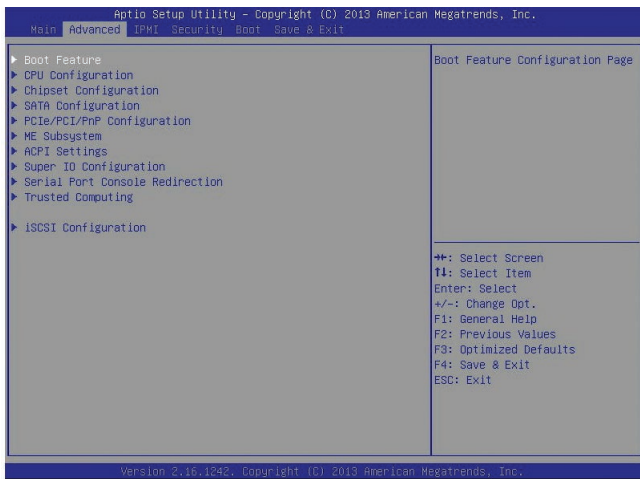 Aptio Setup Utility – Copyright (C) 2013 American Megatrends, Inc.
Main Advanced IPMI Security Boot Save & Exit
▶ Boot Feature
▶ CPU Configuration
▶ Chipset Configuration
▶ SATA Configuration
▶ PCIe/PCI/PnP Configuration
▶ ME Subsystem
▶ ACPI Settings
▶ Super IO Configuration
▶ Serial Port Console Redirection
▶ Trusted Computing
▶ iSCSI Configuration
Boot Feature Configuration Page
→←: Select Screen
↑↓: Select Item
Enter: Select
+/-: Change Opt.
F1: General Help
F2: Previous Values
F3: Optimized Defaults
F4: Save & Exit
ESC: Exit
Version 2.16.1242. Copyright (C) 2013 American Megatrends, Inc.